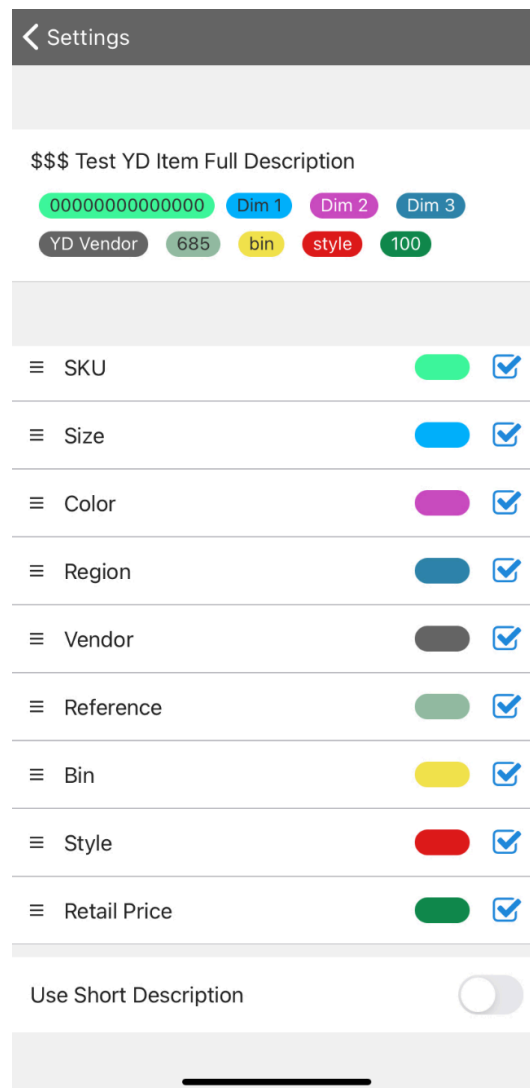 Settings
$$$ Test YD Item Full Description
00000000000000 Dim 1 Dim 2 Dim 3
YD Vendor 685 bin style 100
SKU
Size
Color
Region
Vendor
Reference
Bin
Style
Retail Price
Use Short Description